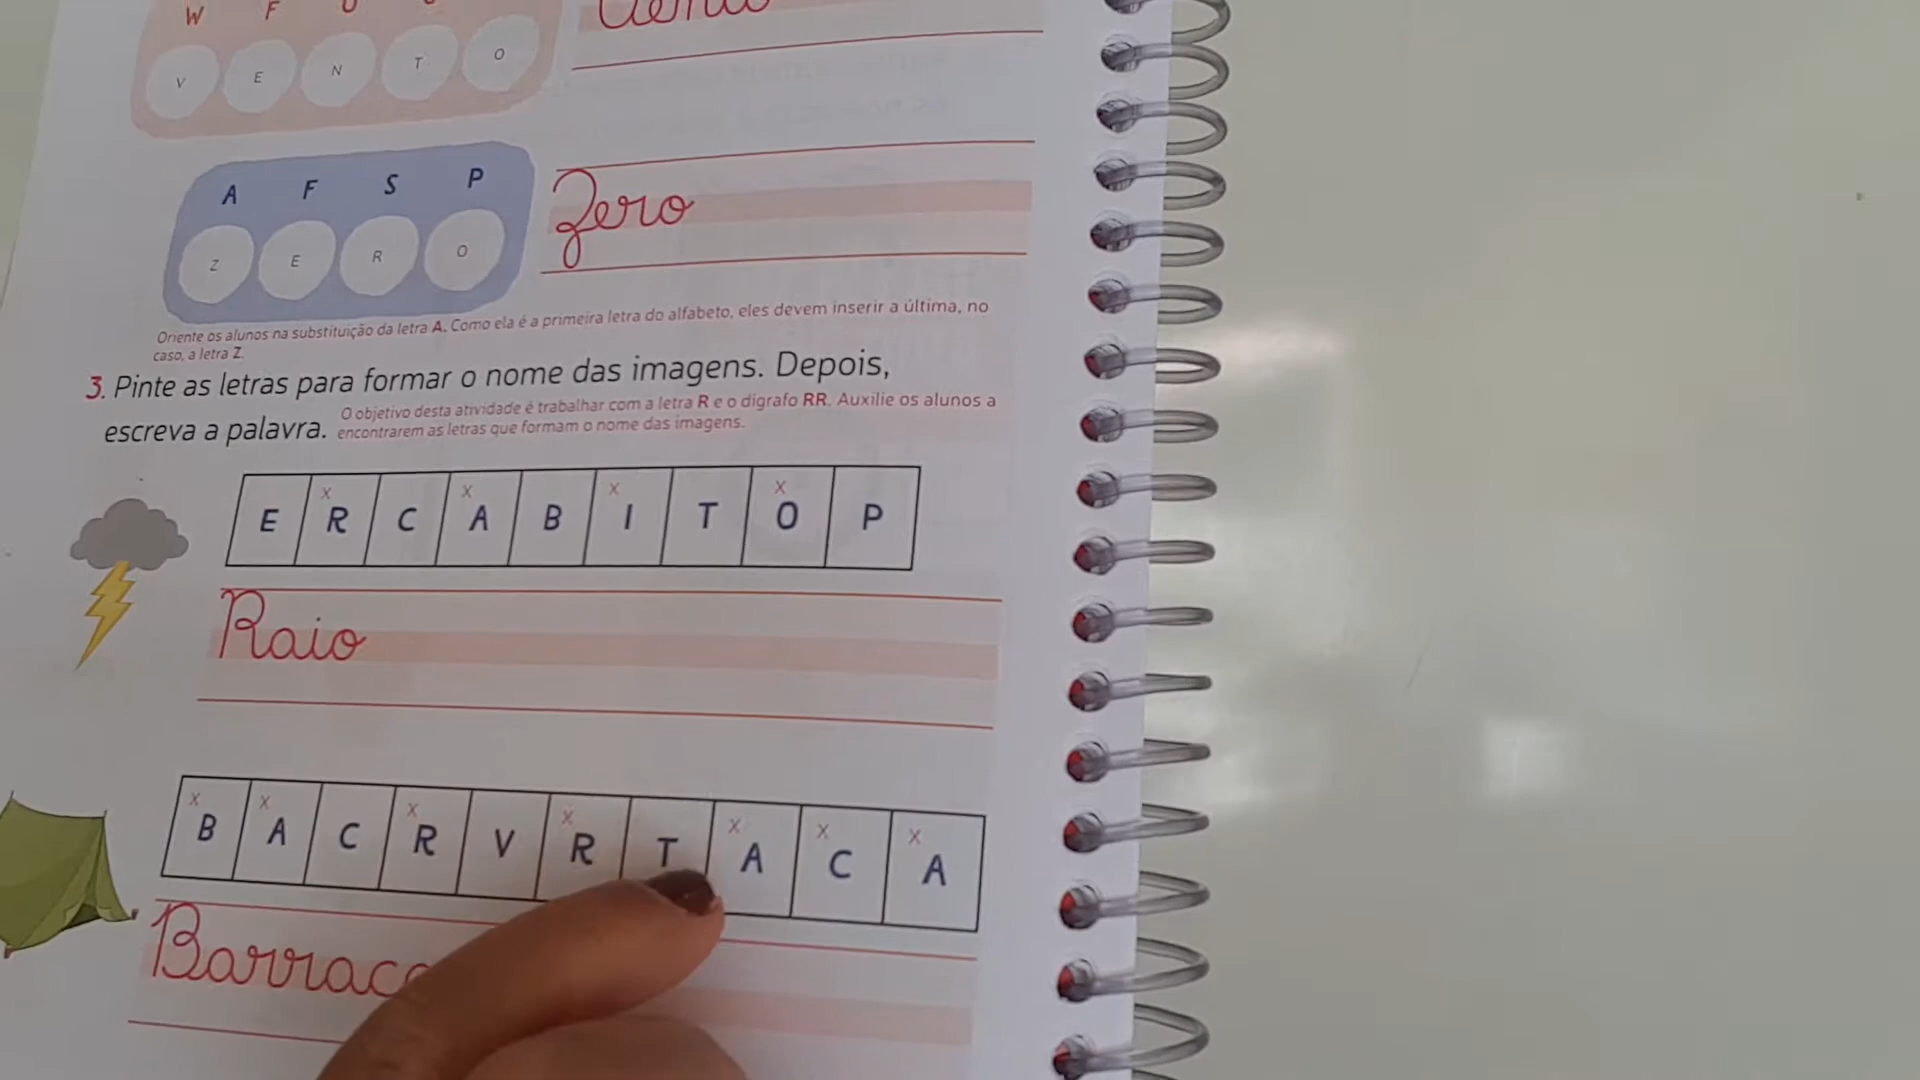 W F U
V E N T O
Vento
A F S P
Z E R O
Zero
Oriente os alunos na substituição da letra A. Como ela é a primeira letra do alfabeto, eles devem inserir a última, no
caso, a letra Z.
3. Pinte as letras para formar o nome das imagens. Depois,
escreva a palavra. O objetivo desta atividade é trabalhar com a letra R e o dígrafo RR. Auxilie os alunos a
encontrarem as letras que formam o nome das imagens.
X X X X
E R C A B I T O P
Raio
X X X X X X X
B A C R V R T A C A
Barraca